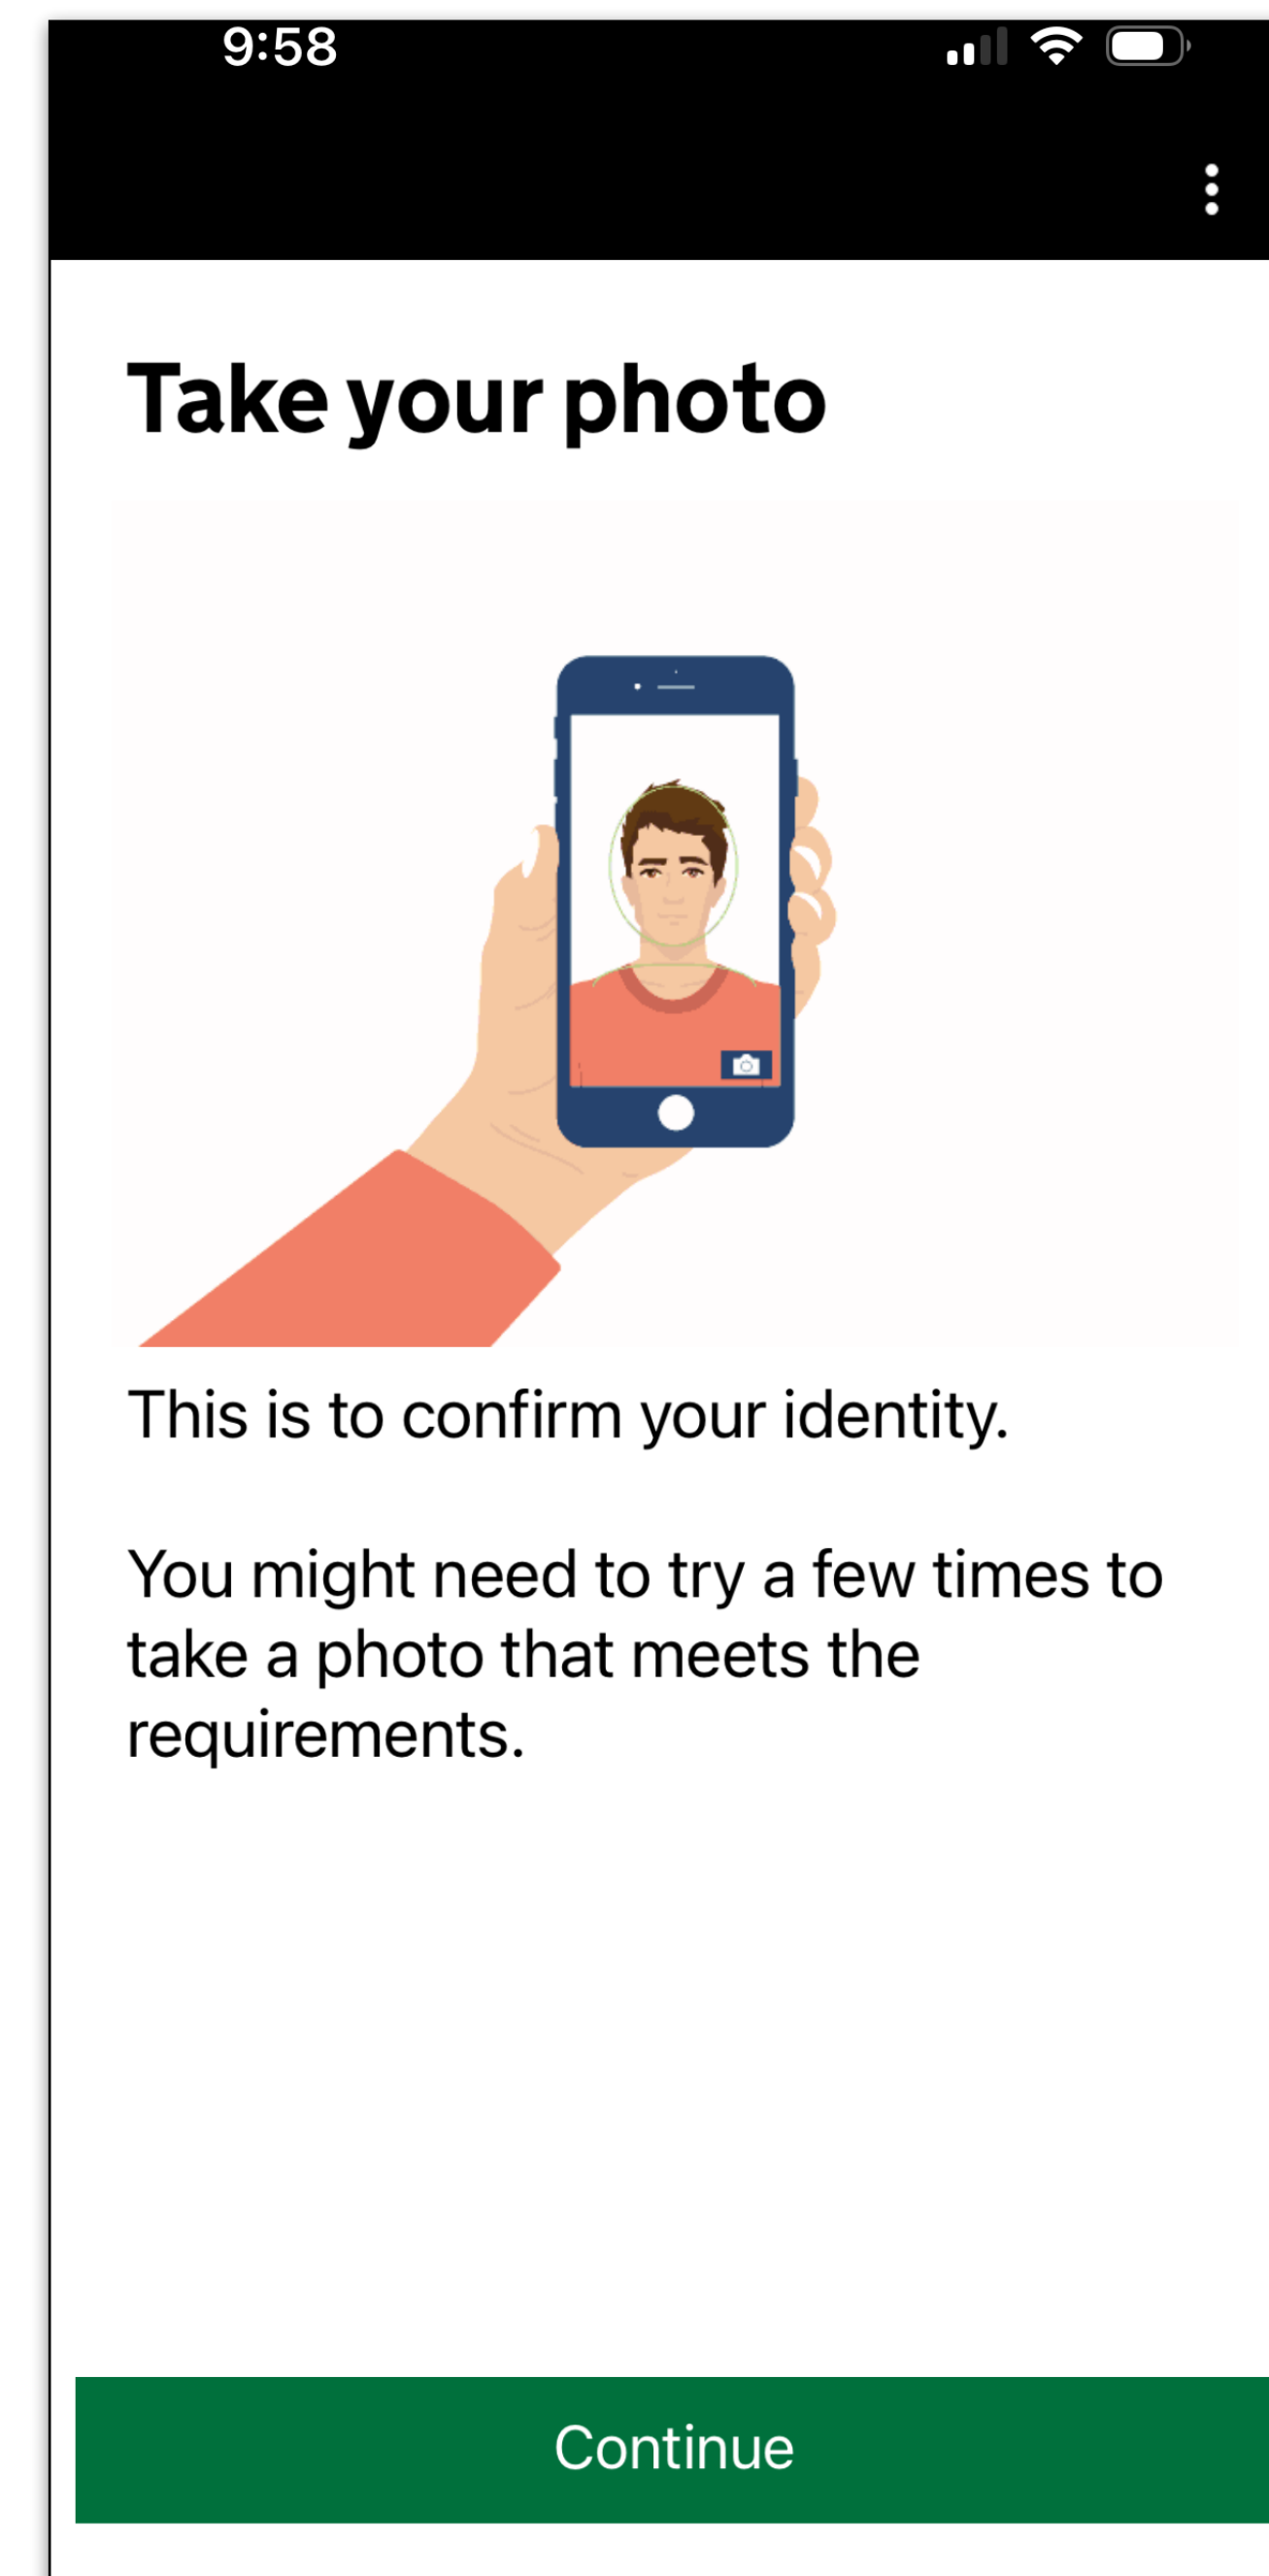 9:58
Take your photo
This is to confirm your identity.
You might need to try a few times to
take a photo that meets the
requirements.
Continue